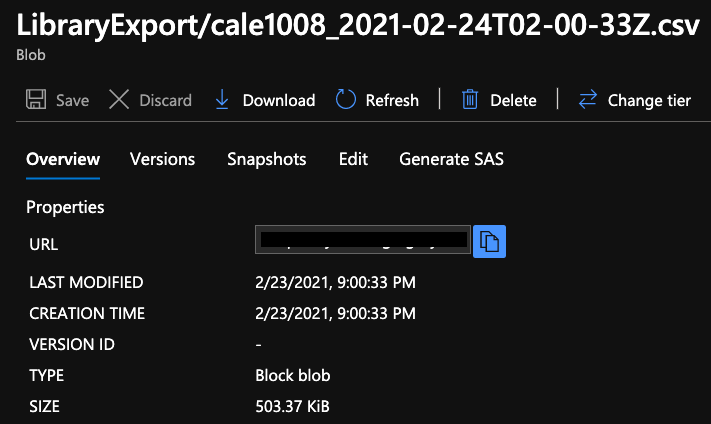 LibraryExport/cale1008_2021-02-24T02-00-33Z.csv
Blob
Save Discard Download Refresh Delete Change tier
Overview Versions Snapshots Edit Generate SAS
Properties
URL
LAST MODIFIED 2/23/2021, 9:00:33 PM
CREATION TIME 2/23/2021, 9:00:33 PM
VERSION ID -
TYPE Block blob
SIZE 503.37 KiB